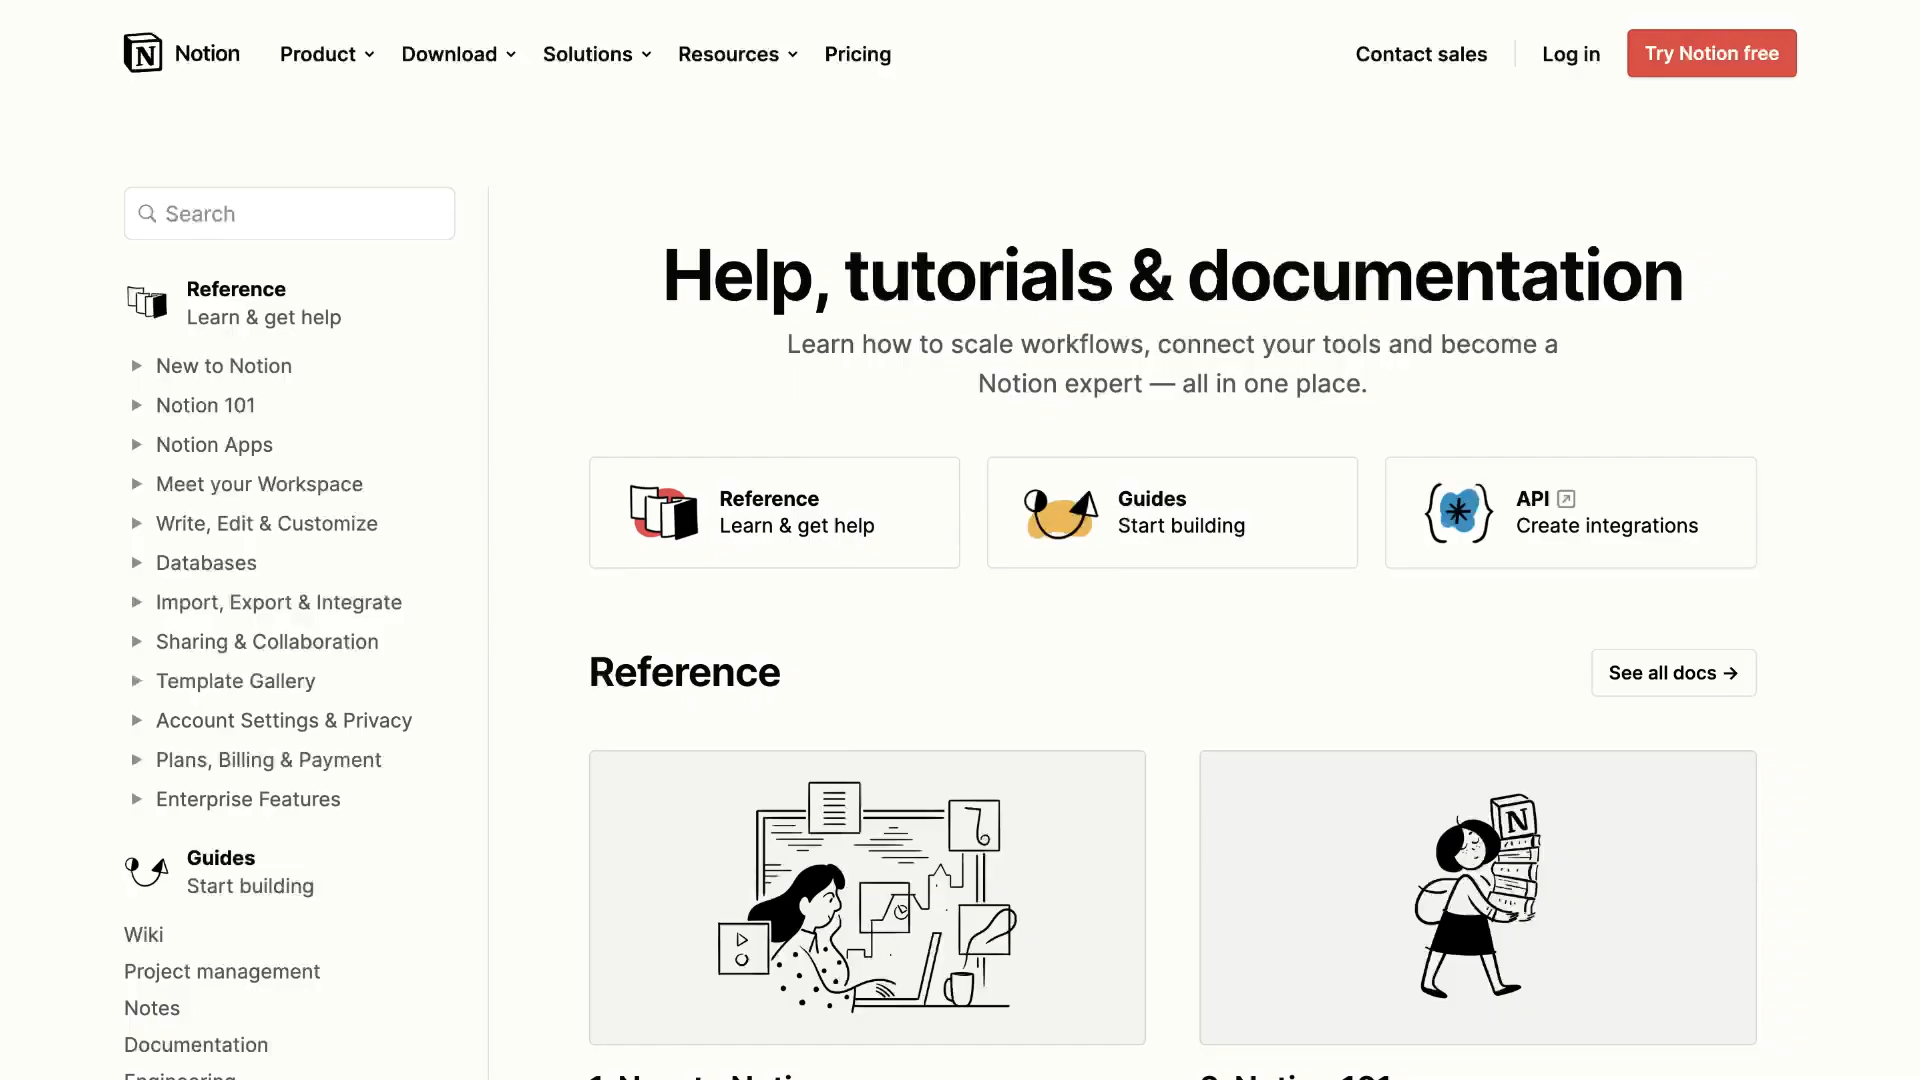 Notion
Product
Download
Solutions
Resources
Pricing
Contact sales
Log in
Try Notion free
Search
Reference
Learn & get help
New to Notion
Notion 101
Notion Apps
Meet your Workspace
Write, Edit & Customize
Databases
Import, Export & Integrate
Sharing & Collaboration
Template Gallery
Account Settings & Privacy
Plans, Billing & Payment
Enterprise Features
Guides
Start building
Wiki
Project management
Notes
Documentation
Help, tutorials & documentation
Learn how to scale workflows, connect your tools and become a
Notion expert — all in one place.
Reference
Learn & get help
Guides
Start building
API
Create integrations
Reference
See all docs →
N